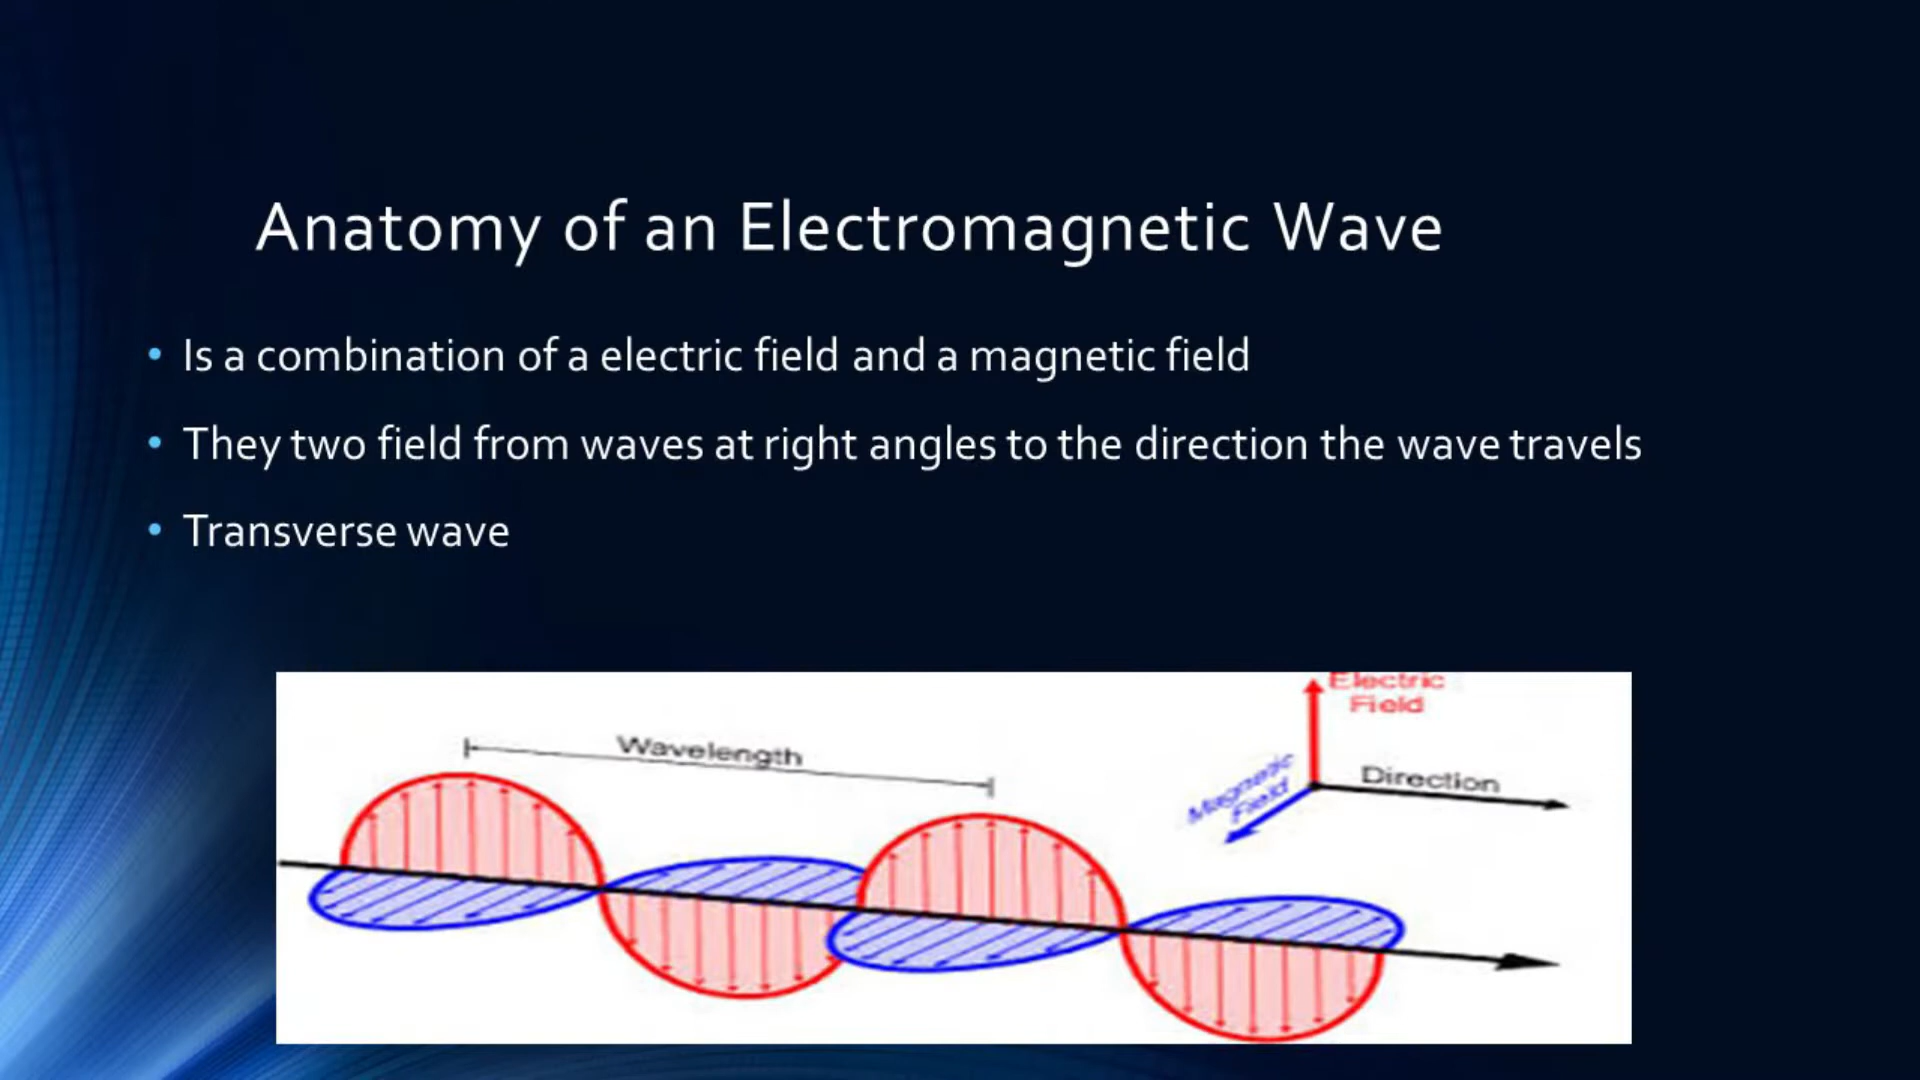 Anatomy of an Electromagnetic Wave
• Is a combination of a electric field and a magnetic field
• They two field from waves at right angles to the direction the wave travels
• Transverse wave
Wavelength
Electric
Field
Magnetic
Field
Direction